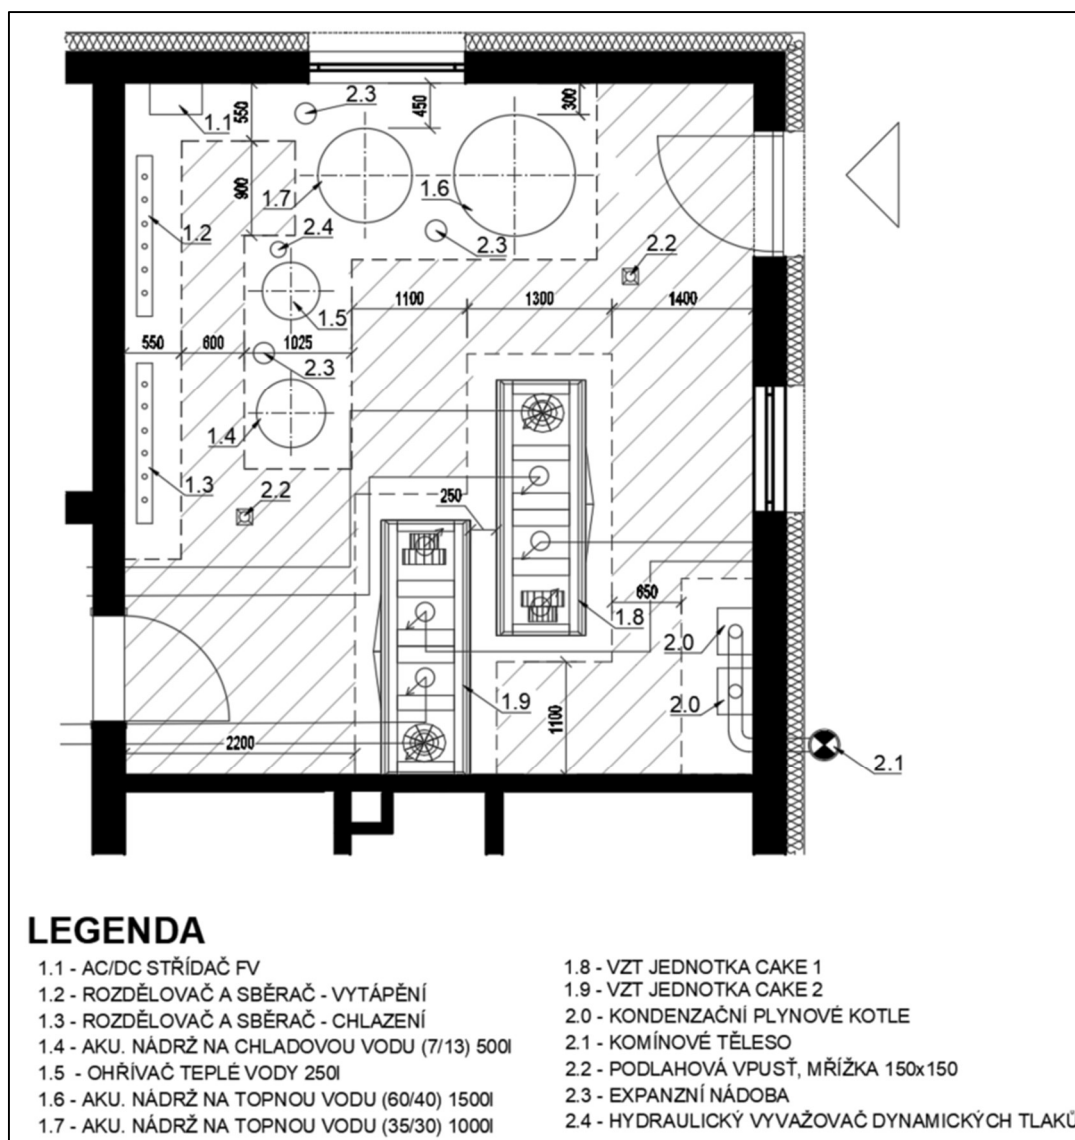 2.3
450
300
550
1.1
900
1.7
1.6
1.2
2.4
2.3
2.2
1.5
1100
1300
1400
550
600
1025
2.3
1.4
1.3
2.2
250
650
1.8
2.0
1.9
2.0
1100
2200
2.1
LEGENDA
1.1 - AC/DC STŘÍDAČ FV
1.2 - ROZDĚLOVAČ A SBĚRAČ - VYTÁPĚNÍ
1.3 - ROZDĚLOVAČ A SBĚRAČ - CHLAZENÍ
1.4 - AKU. NÁDRŽ NA CHLADOVOU VODU (7/13) 500l
1.5 - OHŘÍVAČ TEPLÉ VODY 250l
1.6 - AKU. NÁDRŽ NA TOPNOU VODU (60/40) 1500l
1.7 - AKU. NÁDRŽ NA TOPNOU VODU (35/30) 1000l
1.8 - VZT JEDNOTKA CAKE 1
1.9 - VZT JEDNOTKA CAKE 2
2.0 - KONDENZAČNÍ PLYNOVÉ KOTLE
2.1 - KOMÍNOVÉ TĚLESO
2.2 - PODLAHOVÁ VPUSŤ, MŘÍŽKA 150x150
2.3 - EXPANZNÍ NÁDOBA
2.4 - HYDRAULICKÝ VYVAŽOVAČ DYNAMICKÝCH TLAKŮ